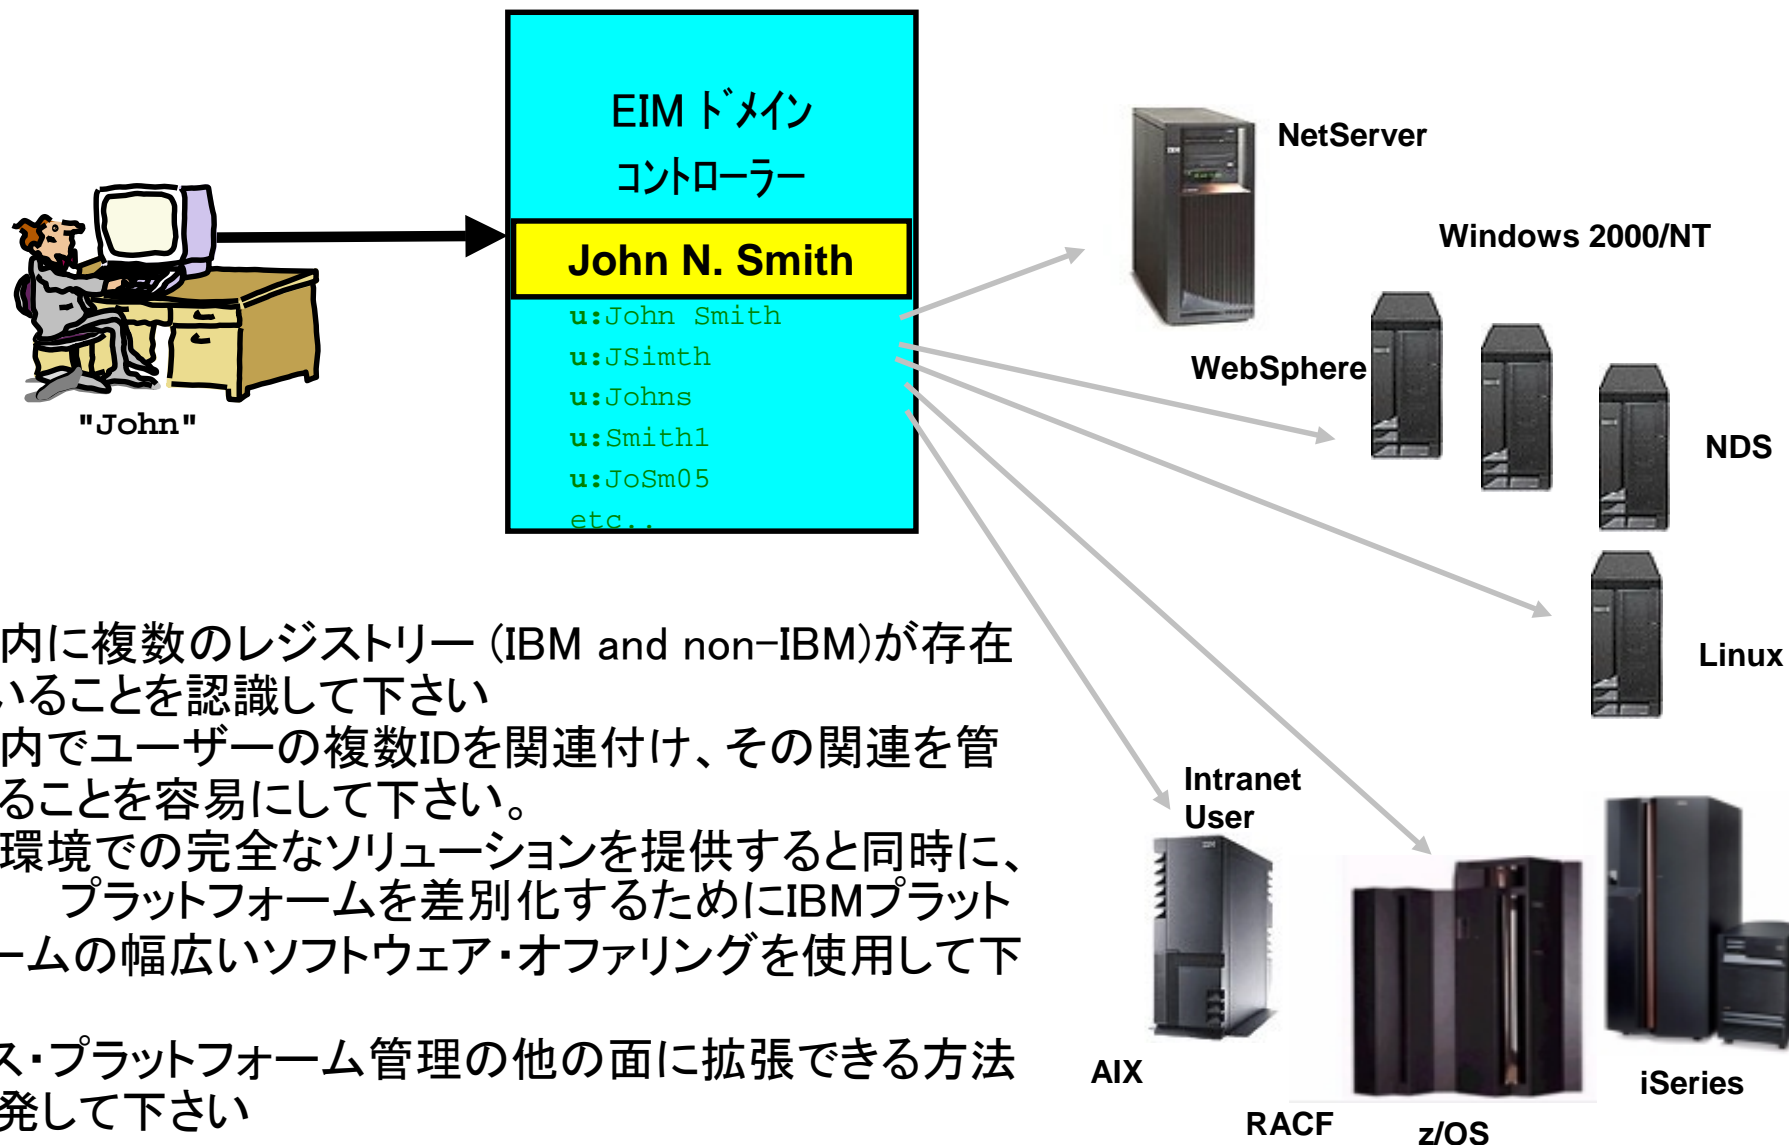 EIM ドメイン
コントローラー
John N. Smith
u:John Smith
u:JSimth
u:Johns
u:Smith1
u:JoSm05
etc..
"John"
NetServer
Windows 2000/NT
WebSphere
NDS
Linux
Intranet
User
AIX
RACF
z/OS
iSeries
内に複数のレジストリー (IBM and non-IBM)が存在
いることを認識して下さい
内でユーザーの複数IDを関連付け、その関連を管
ることを容易にして下さい。
環境での完全なソリューションを提供すると同時に、
プラットフォームを差別化するためにIBMプラット
ームの幅広いソフトウェア・オファリングを使用して下
ス・プラットフォーム管理の他の面に拡張できる方法
発して下さい